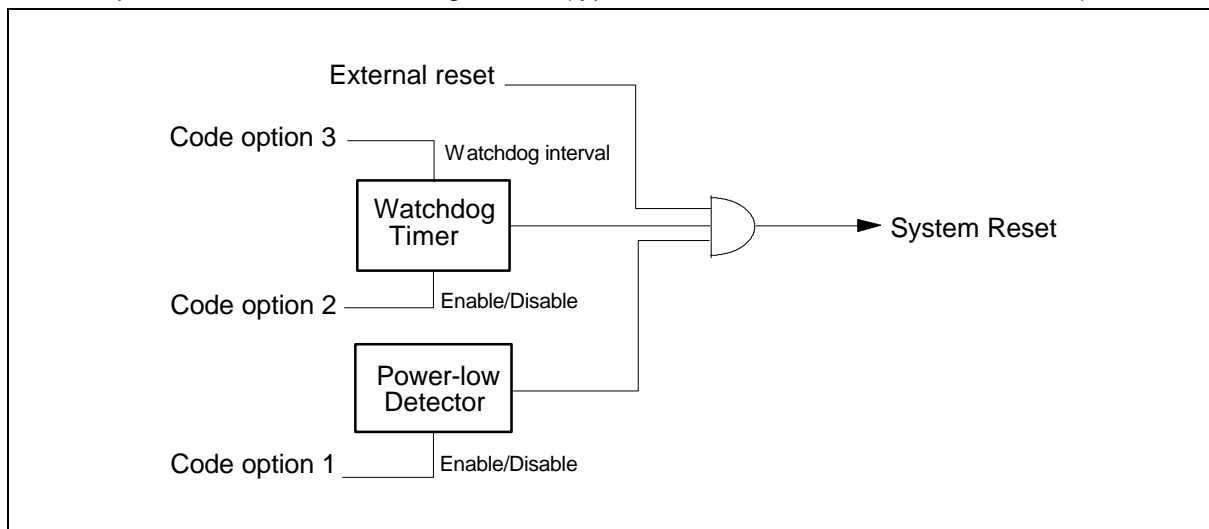 External reset
Code option 3
Watchdog interval
Watchdog
Timer
System Reset
Code option 2
Enable/Disable
Power-low
Detector
Code option 1
Enable/Disable